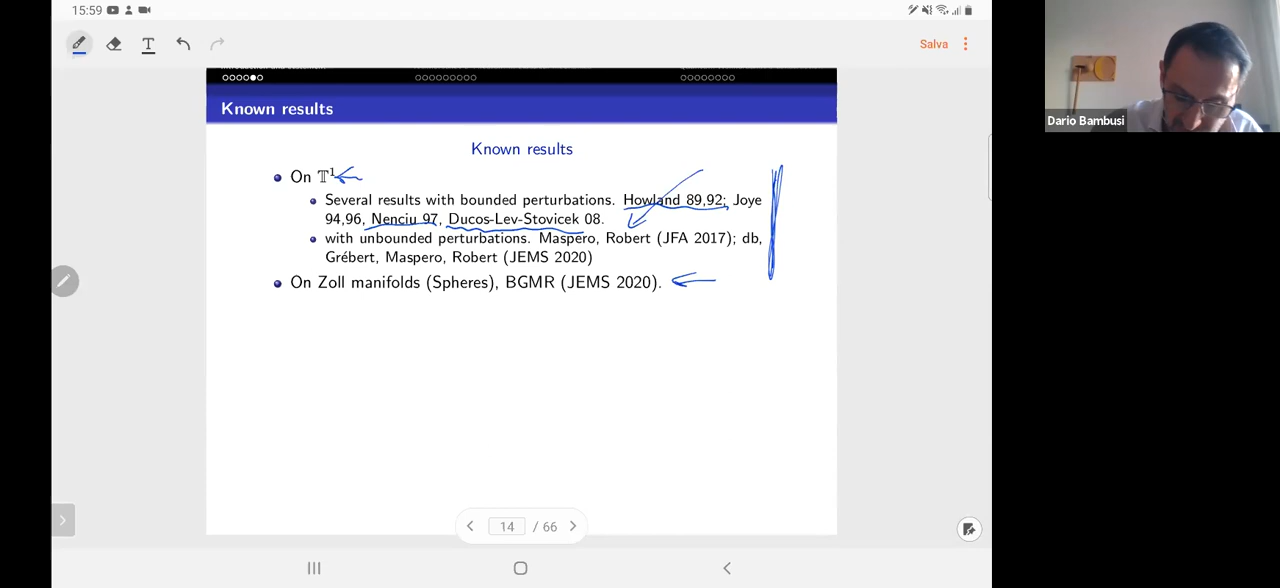 15:59
Salva
Known results
Known results
On 𝕋¹
Several results with bounded perturbations. Howland 89,92; Joye
94,96, Nenciu 97, Ducos-Lev-Stovicek 08.
with unbounded perturbations. Maspero, Robert (JFA 2017); db,
Grébert, Maspero, Robert (JEMS 2020)
On Zoll manifolds (Spheres), BGMR (JEMS 2020).
14 / 66
Dario Bambusi